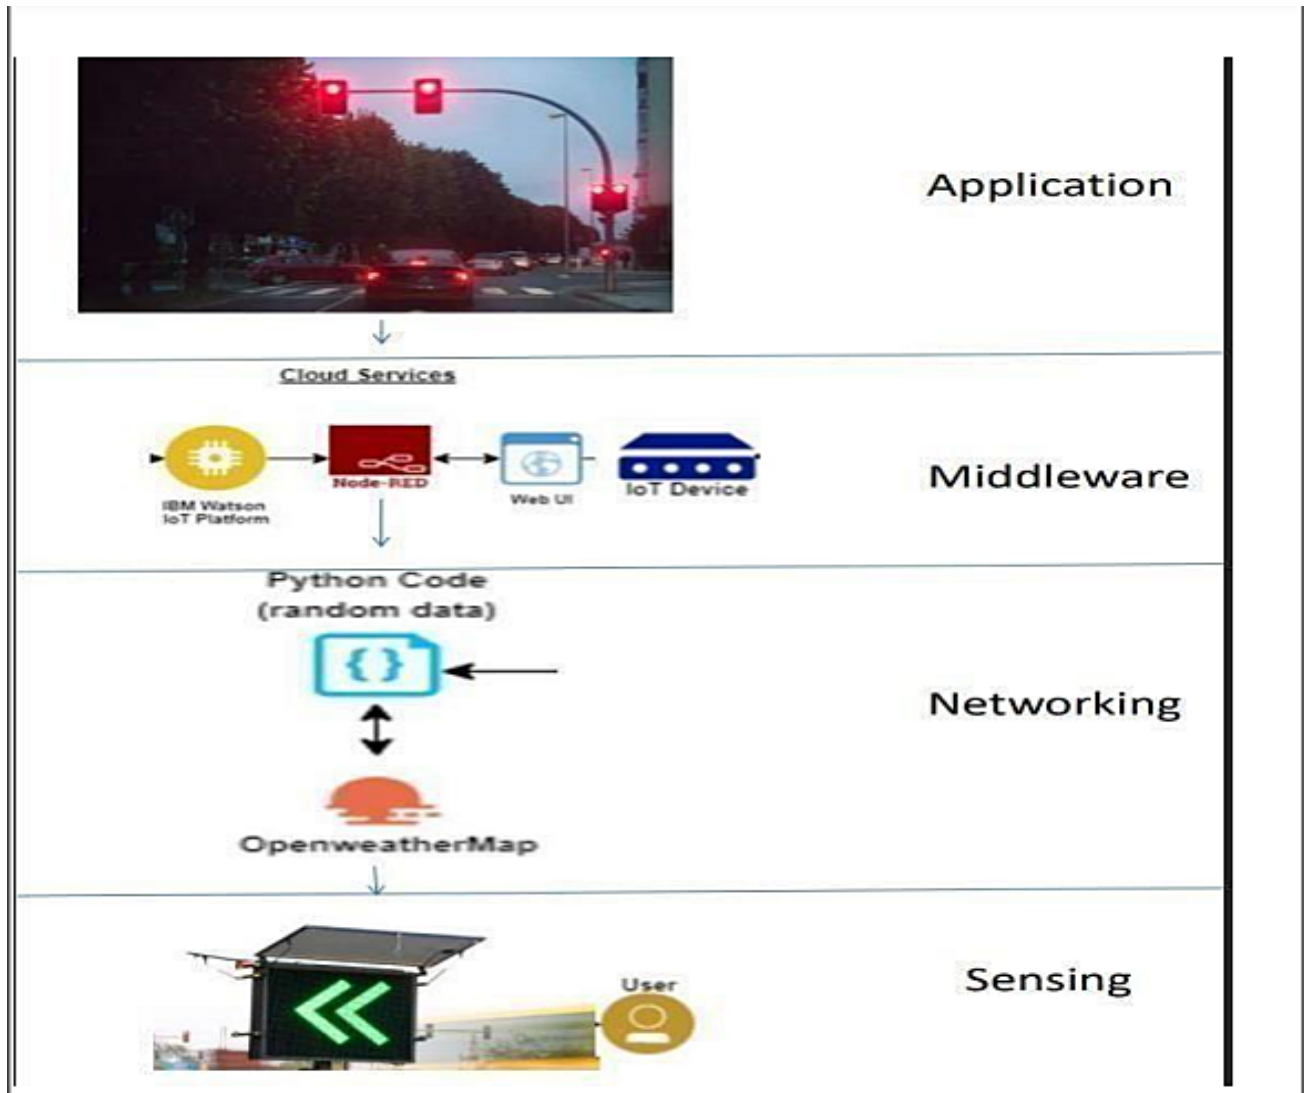 Application
Cloud Services
IBM Watson
IoT Platform
Node-RED
Web UI
IoT Device
Middleware
Python Code
(random data)
Networking
OpenweatherMap
User
Sensing